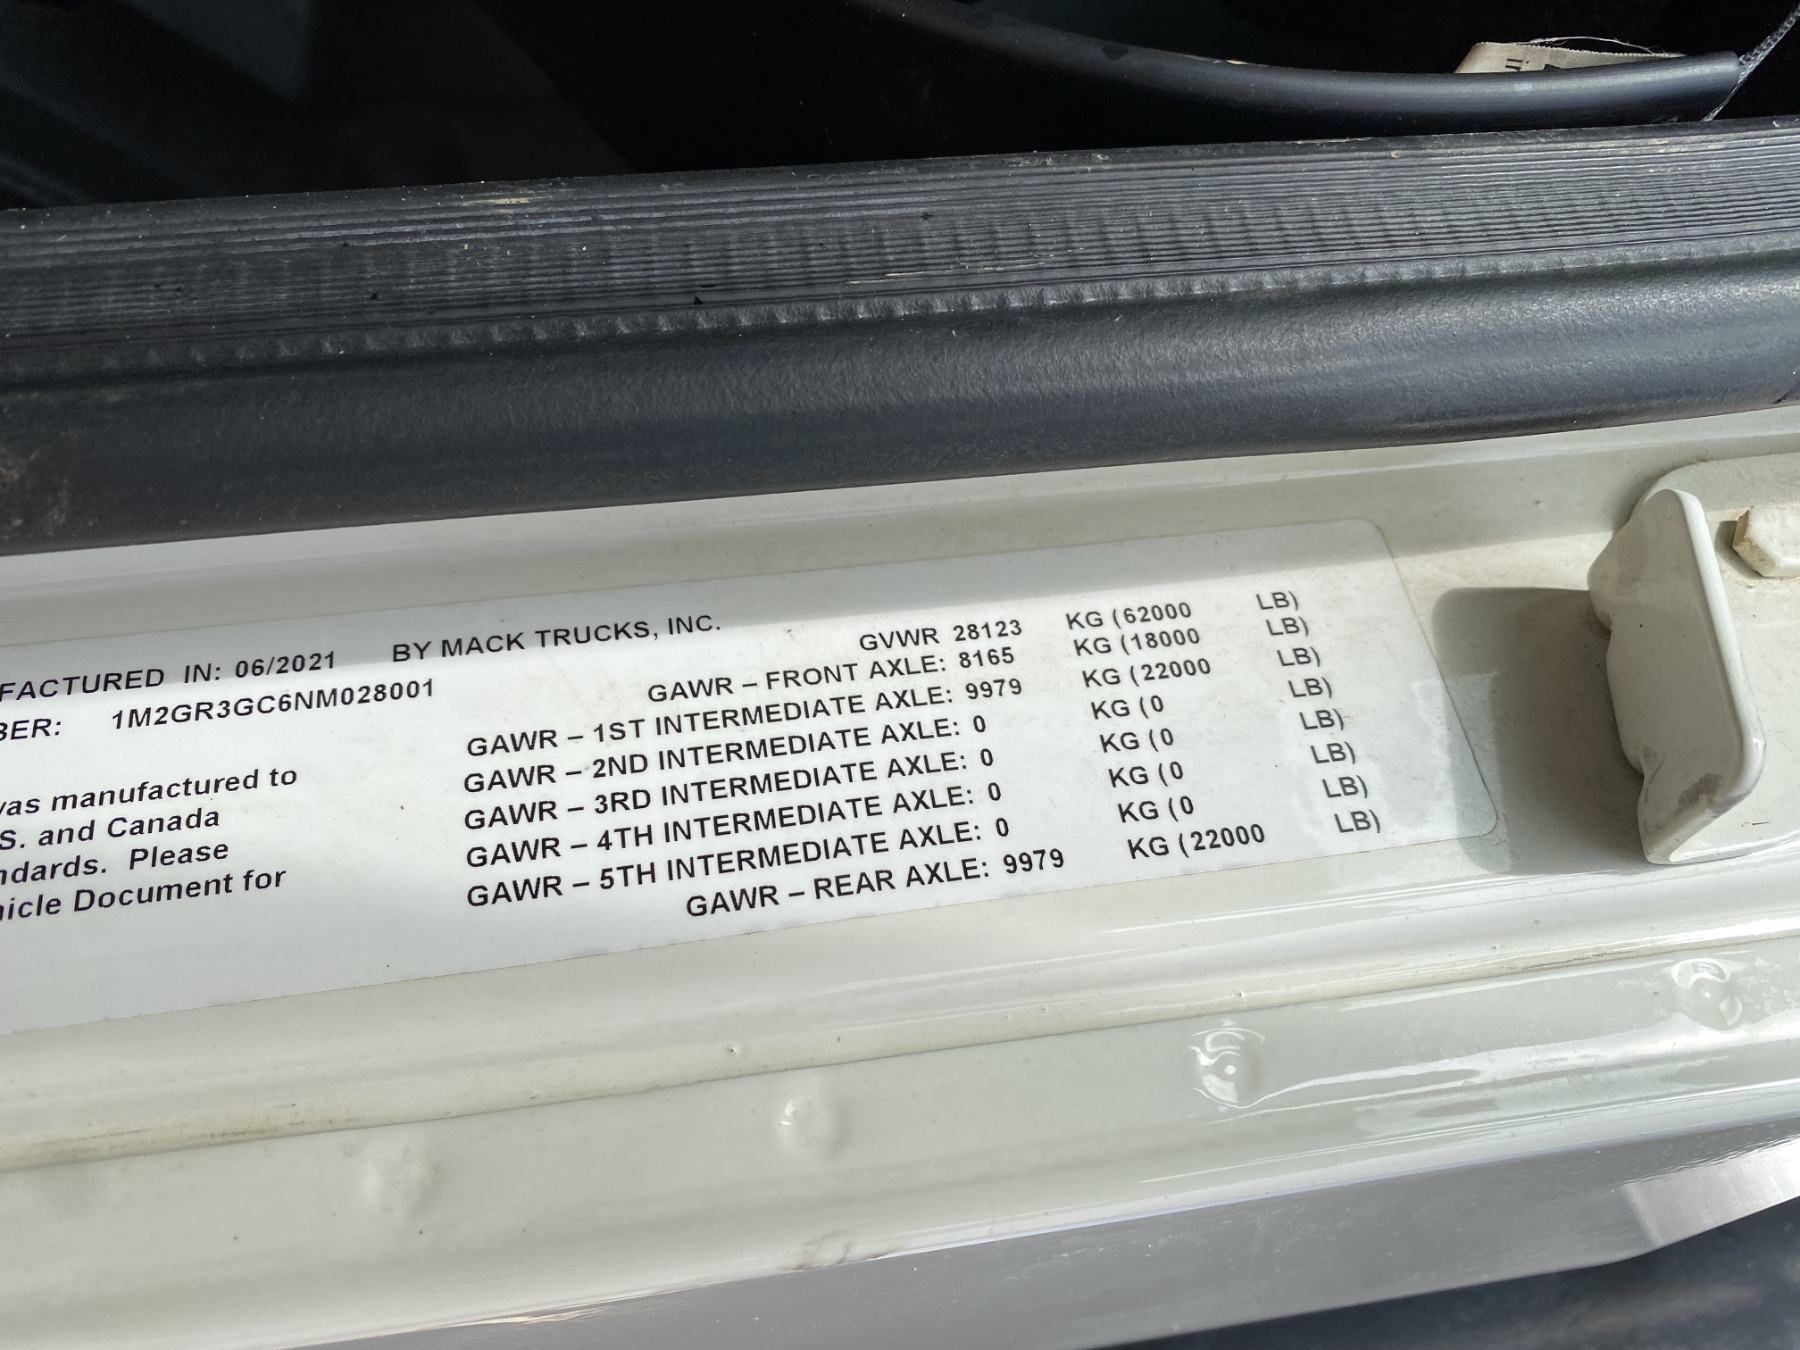 in
FACTURED IN: 06/2021 BY MACK TRUCKS, INC.
BER: 1M2GR3GC6NM028001
was manufactured to
S. and Canada
ndards. Please
hicle Document for
GVWR 28123 KG (62000 LB)
GAWR – FRONT AXLE: 8165 KG (18000 LB)
GAWR – 1ST INTERMEDIATE AXLE: 9979 KG (22000 LB)
GAWR – 2ND INTERMEDIATE AXLE: 0 KG (0 LB)
GAWR – 3RD INTERMEDIATE AXLE: 0 KG (0 LB)
GAWR – 4TH INTERMEDIATE AXLE: 0 KG (0 LB)
GAWR – 5TH INTERMEDIATE AXLE: 0 KG (0 LB)
GAWR – REAR AXLE: 9979 KG (22000 LB)